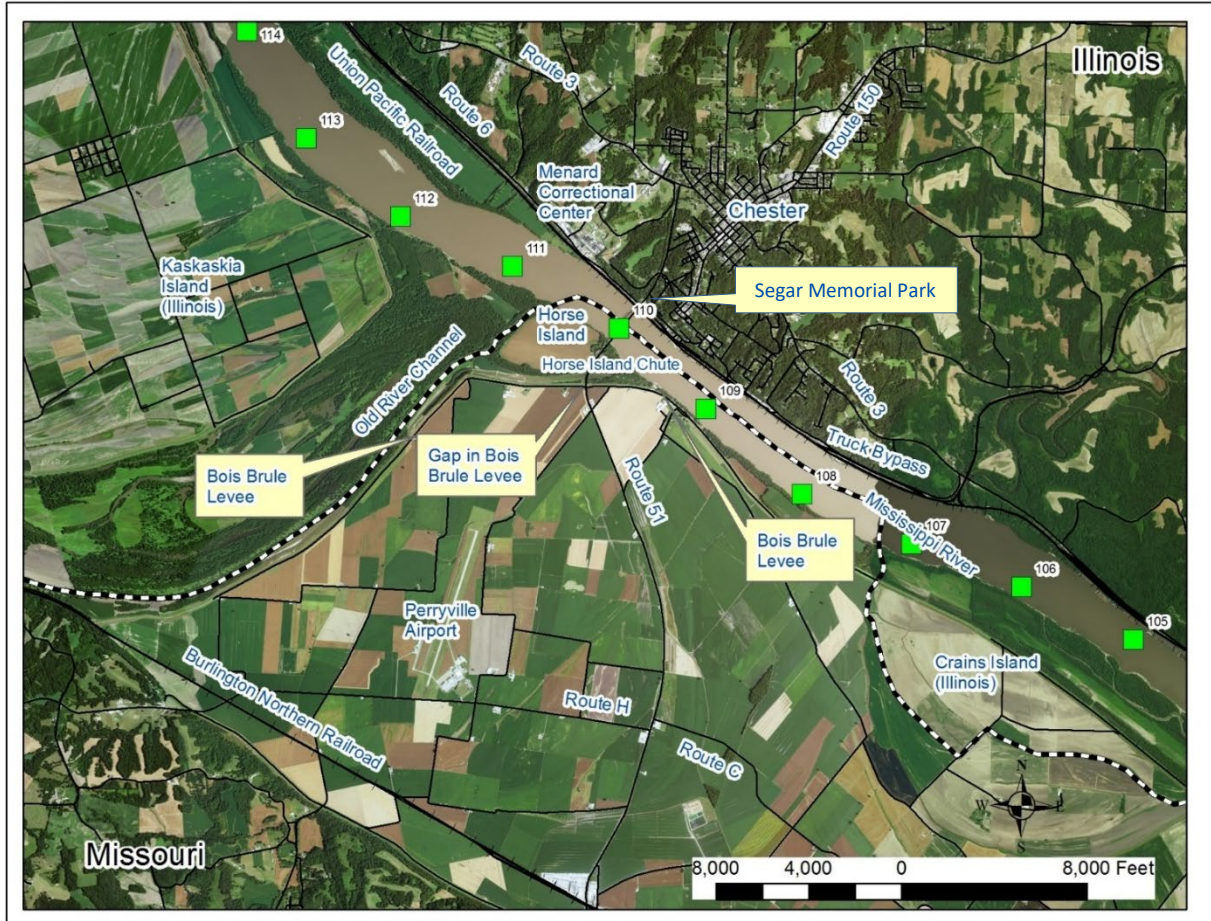 114
Illinois
Route 3
Union Pacific Railroad
Route 6
Route 150
113
Menard
Correctional
Center
Chester
112
111
Kaskaskia
Island
(Illinois)
Segar Memorial Park
110
Horse
Island
Horse Island Chute
Old River Channel
109
Route 3
Truck Bypass
Bois Brule
Levee
Gap in Bois
Brule Levee
Route 51
108
Mississippi River
107
Bois Brule
Levee
106
105
Perryville
Airport
Crains Island
(Illinois)
Burlington Northern Railroad
Route H
Route C
N
W
E
S
Missouri
8,000 4,000 0 8,000 Feet